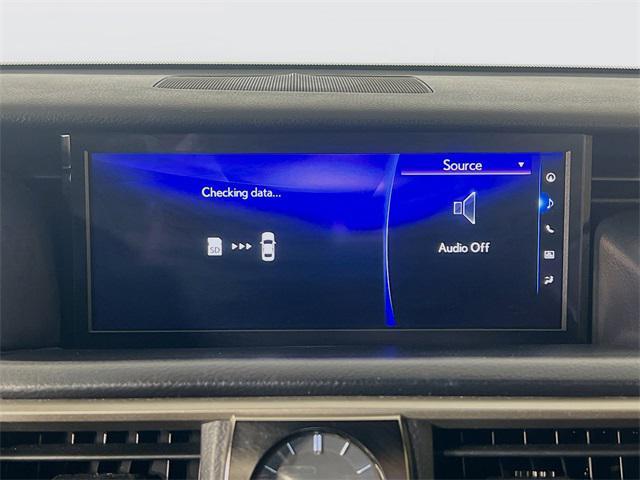 Checking data...
SD
Source
Audio Off